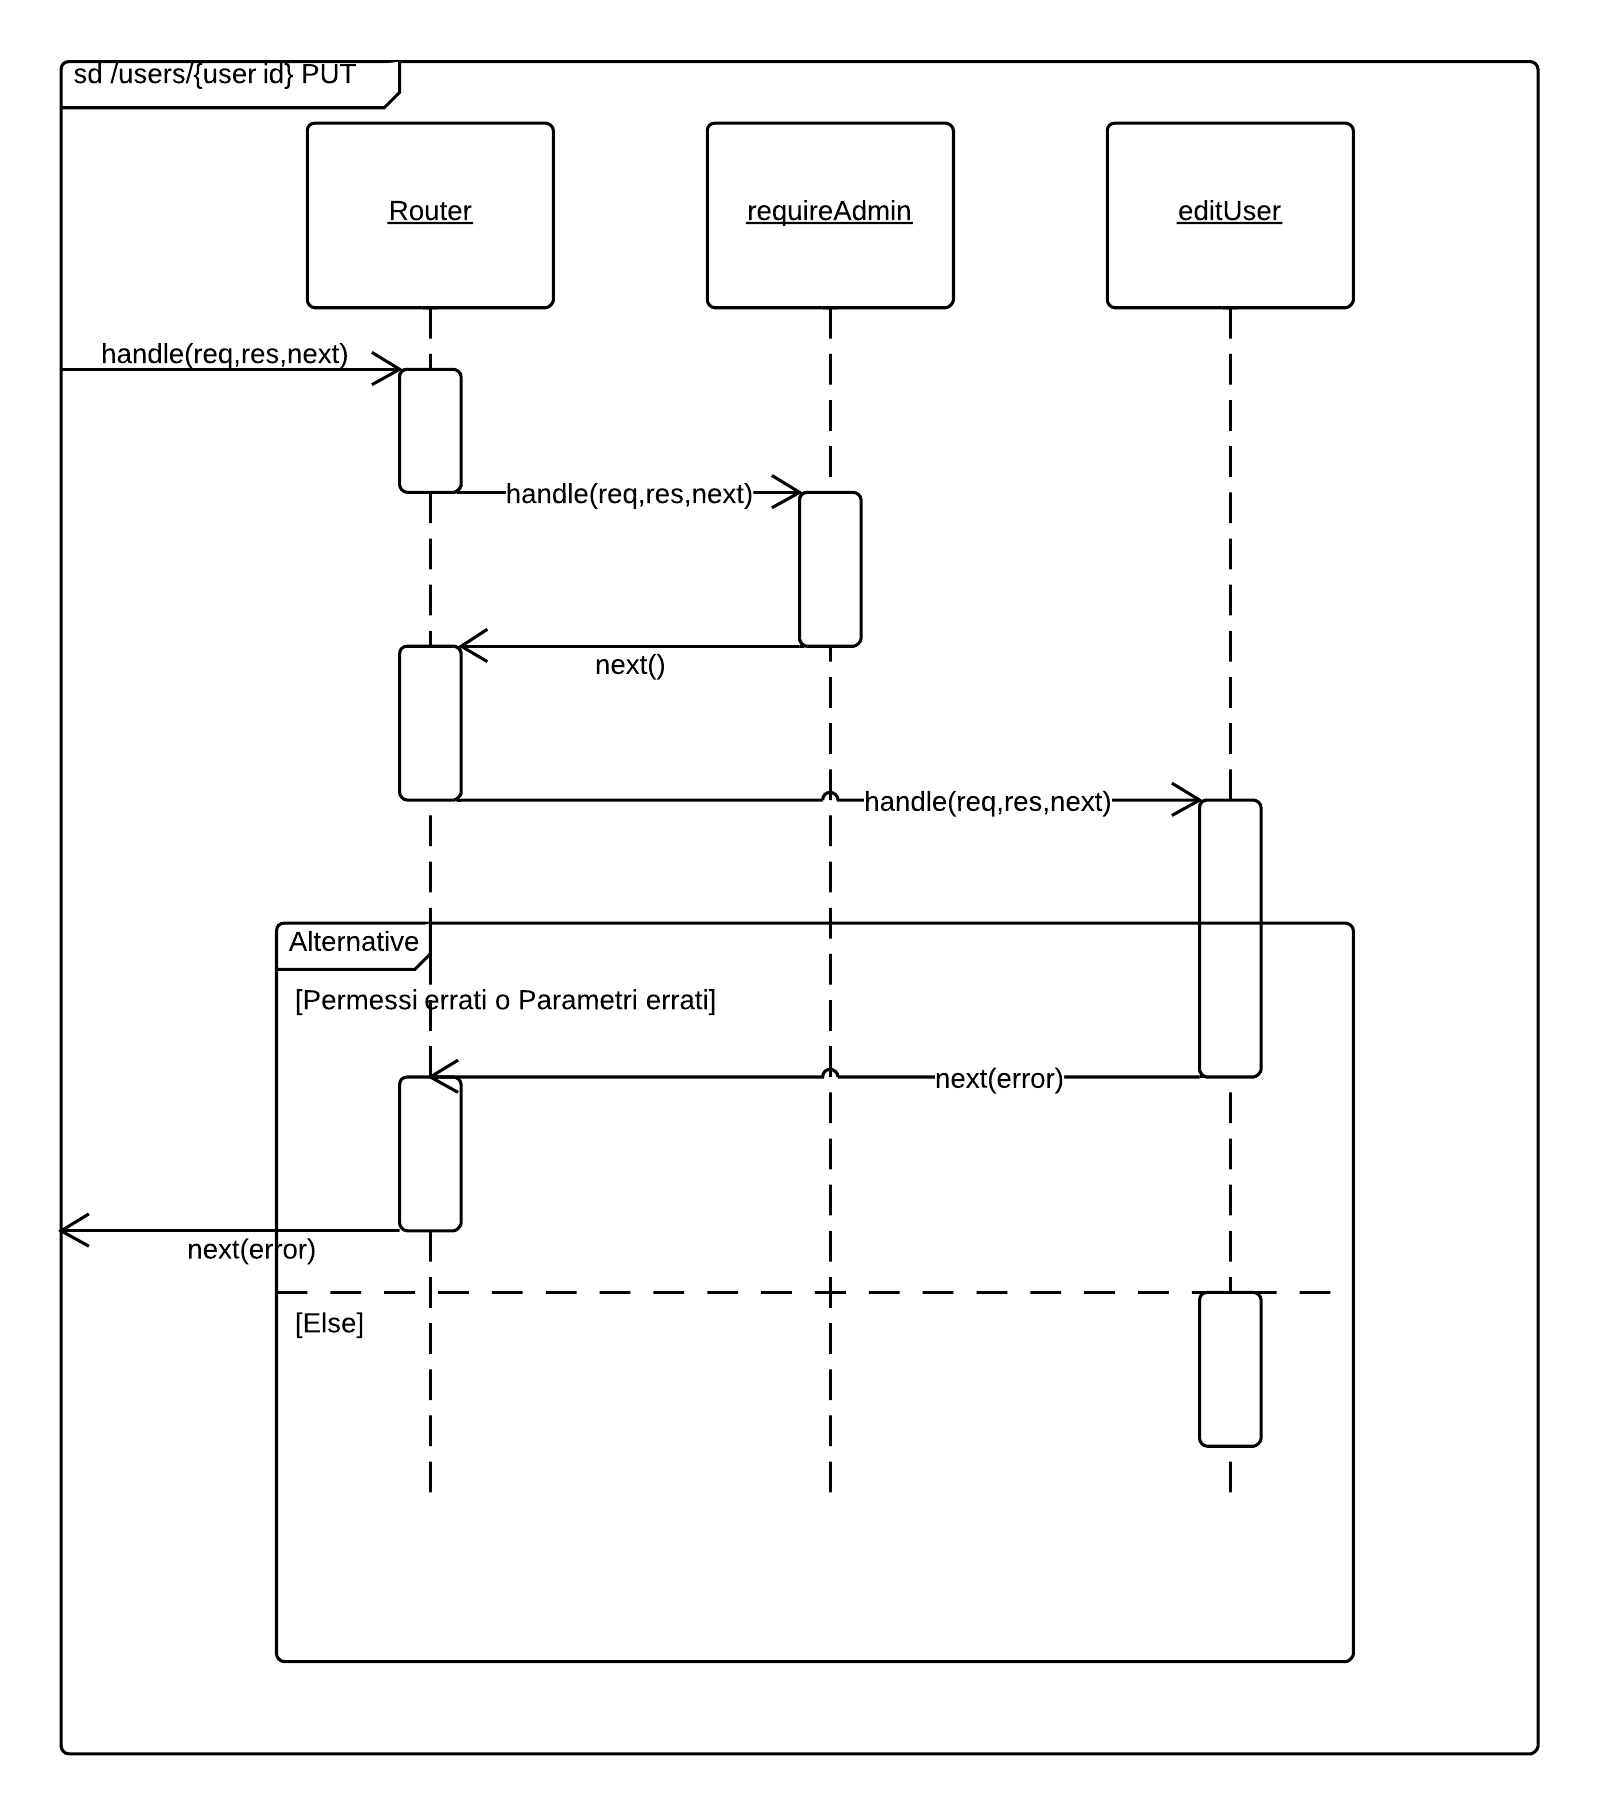 sd /users/{user id} PUT
Router
requireAdmin
editUser
handle(req,res,next)
handle(req,res,next)
next()
handle(req,res,next)
Alternative
[Permessi errati o Parametri errati]
next(error)
next(error)
[Else]